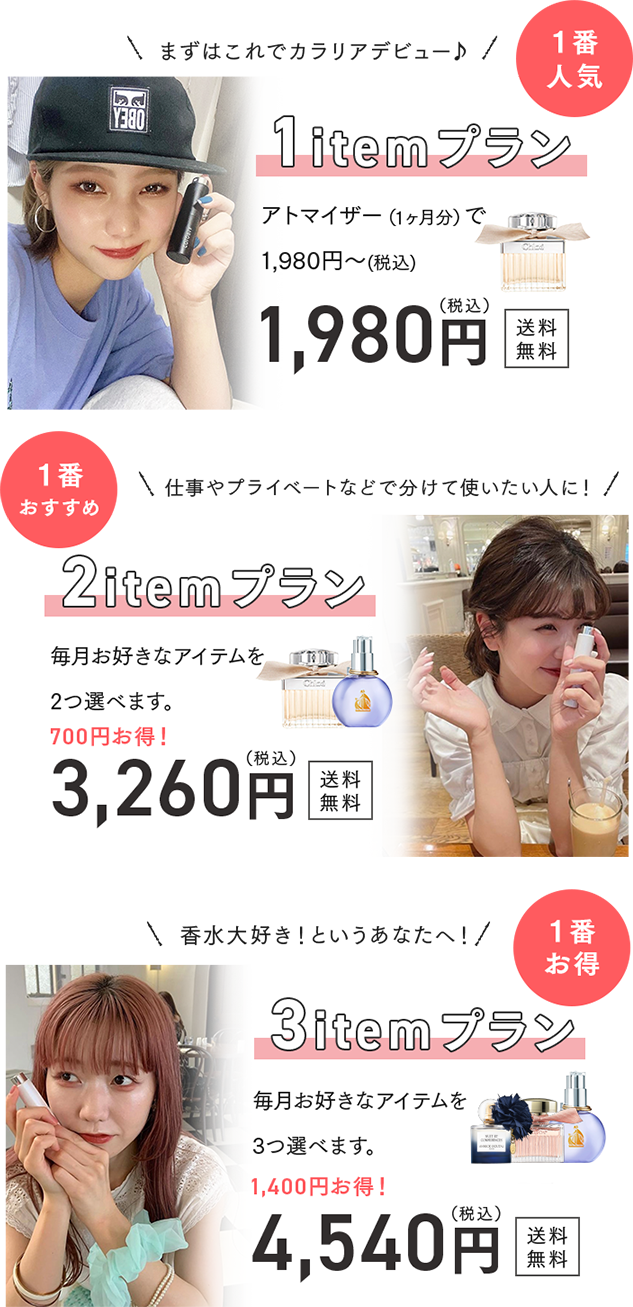 まずはこれでカラリアデビュー♪
1番
人気
OBEY
1itemプラン
アトマイザー（1ヶ月分）で
1,980円〜(税込)
Chloé
1,980円(税込)
送料
無料
1番
おすすめ
仕事やプライベートなどで分けて使いたい人に！
2itemプラン
毎月お好きなアイテムを
2つ選べます。
Chloé
700円お得！
3,260円(税込)
送料
無料
香水大好き！というあなたへ！
1番
お得
3itemプラン
毎月お好きなアイテムを
3つ選べます。
1,400円お得！
4,540円(税込)
送料
無料